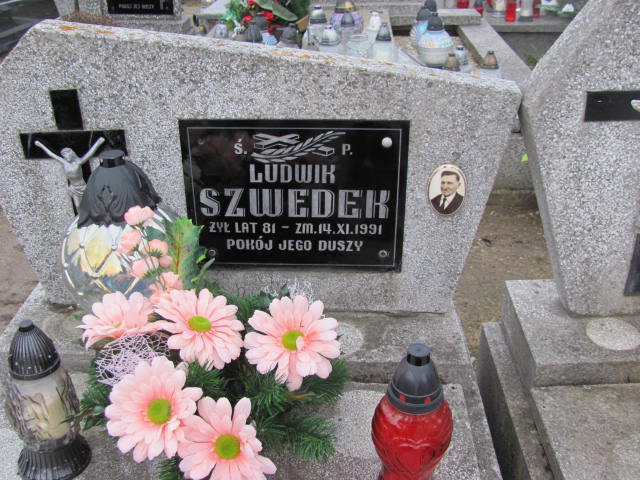 Ś. P.
LUDWIK
SZWEDEK
ŻYŁ LAT 81 - ZM. 14. XI. 1991
POKÓJ JEGO DUSZY